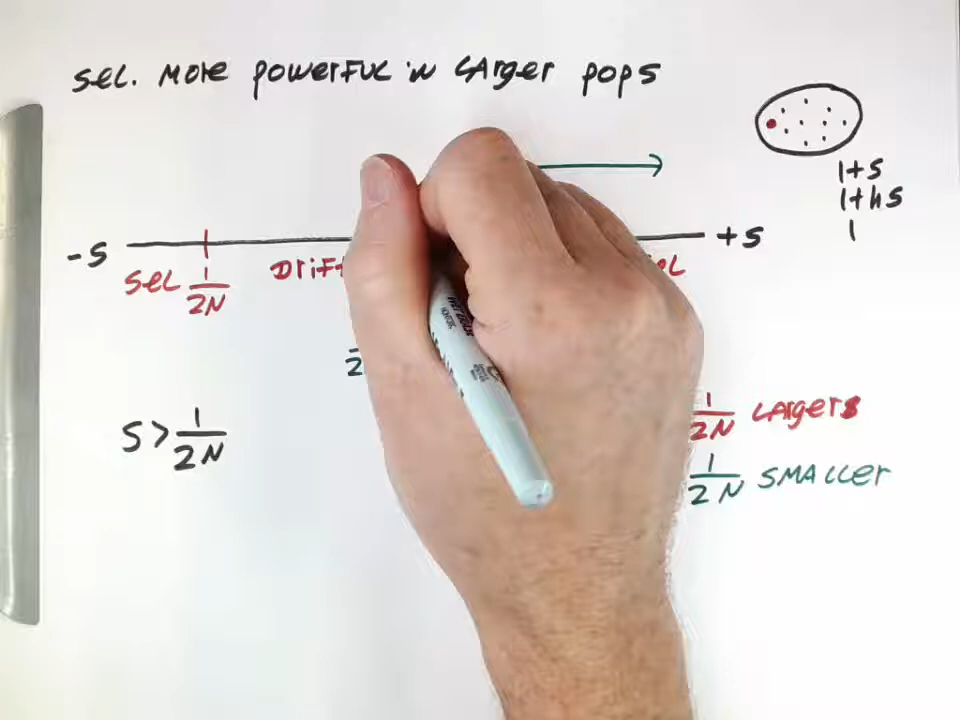 SEL. MORE POWERFUL IN LARGER POPS
1+S
1+hS
1
-S
+S
SEL 1/2N DRIFT
S > 1/2N
1/2N LARGER
1/2N SMALLER